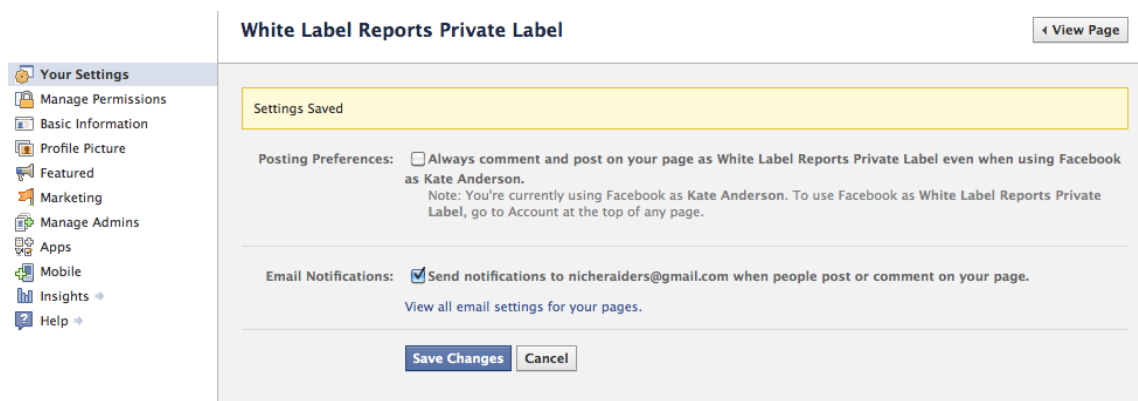 White Label Reports Private Label
View Page
Your Settings
Manage Permissions
Basic Information
Profile Picture
Featured
Marketing
Manage Admins
Apps
Mobile
Insights
Help
Settings Saved
Posting Preferences:
Always comment and post on your page as White Label Reports Private Label even when using Facebook
as Kate Anderson.
Note: You're currently using Facebook as Kate Anderson. To use Facebook as White Label Reports Private
Label, go to Account at the top of any page.
Email Notifications:
Send notifications to nicheraiders@gmail.com when people post or comment on your page.
View all email settings for your pages.
Save Changes
Cancel